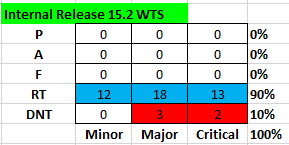 Internal Release 15.2 WTS
P 0 0 0 0%
A 0 0 0 0%
F 0 0 0 0%
RT 12 18 13 90%
DNT 0 3 2 10%
Minor Major Critical 100%